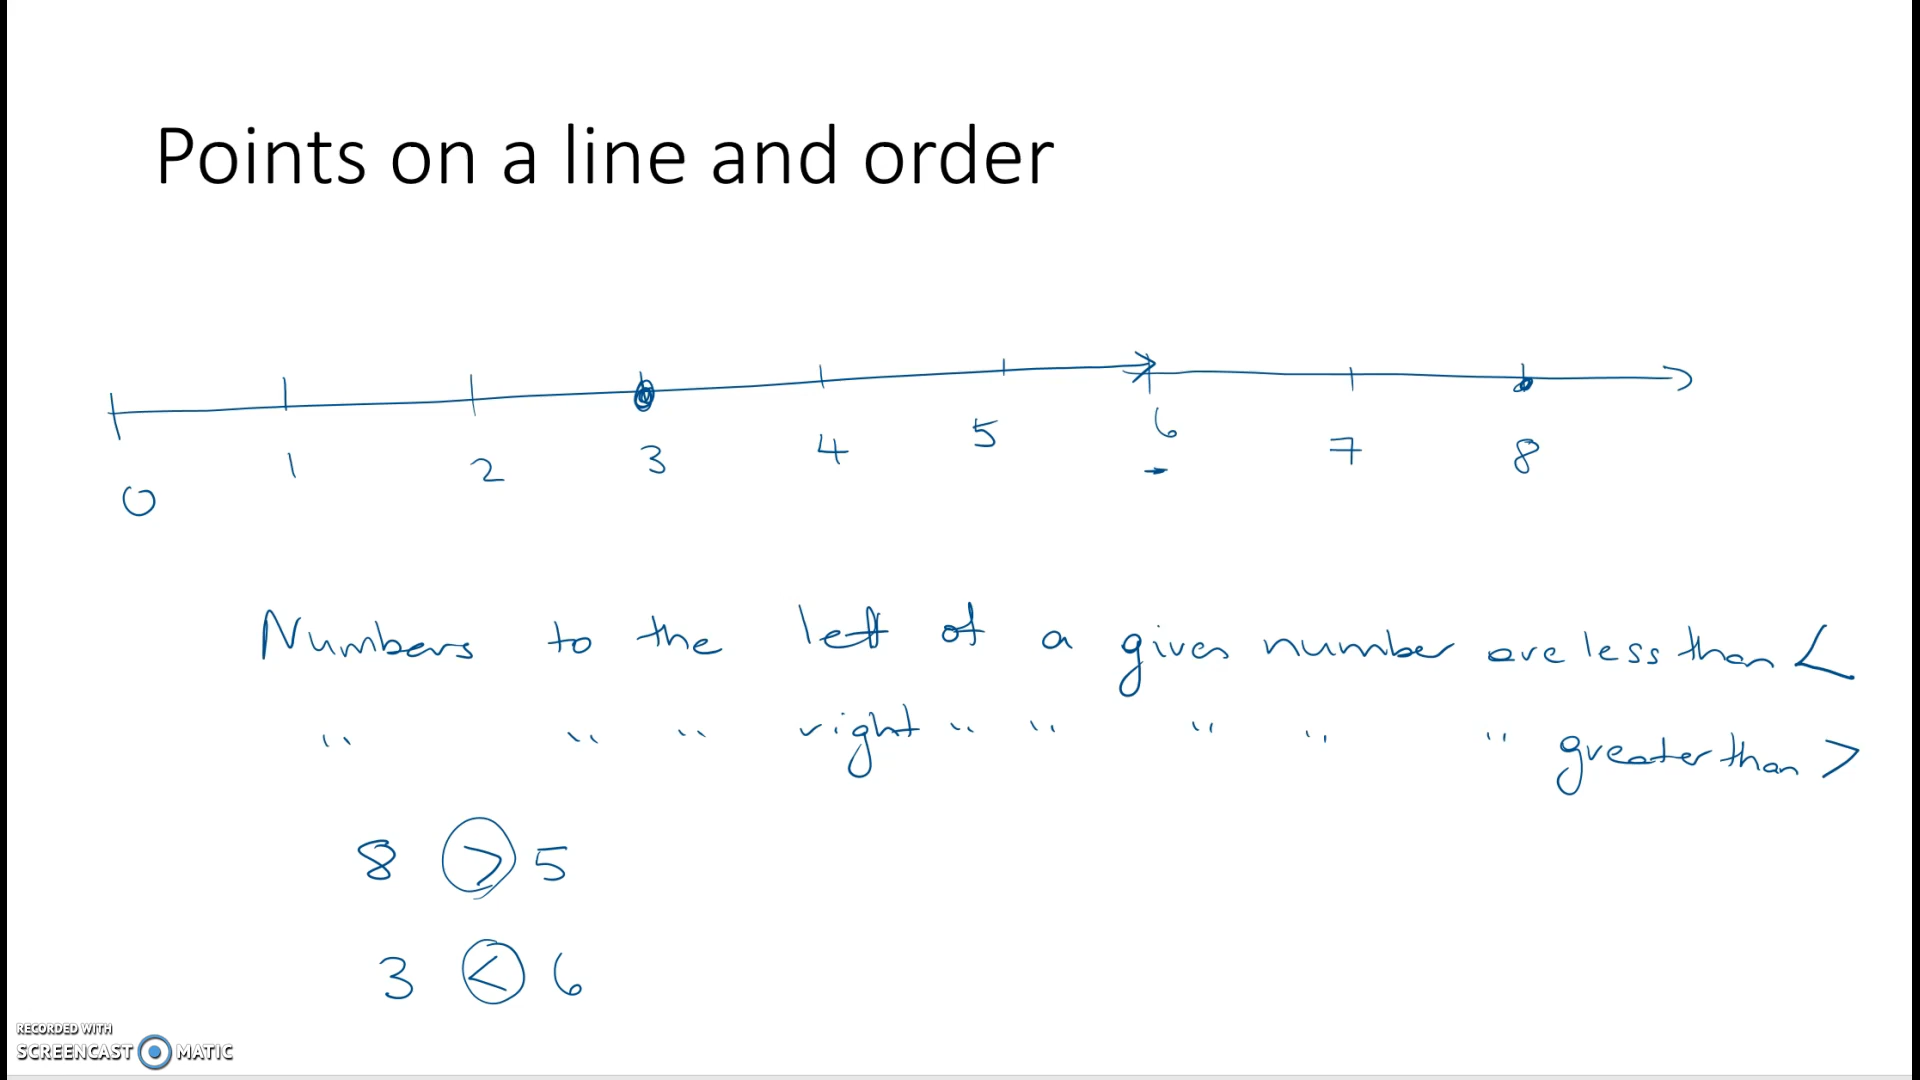 Points on a line and order
0 1 2 3 4 5 6 7 8
Numbers to the left of a given number are less than <
" " " right " " " " " greater than >
8 > 5
3 < 6
RECORDED WITH
SCREENCAST MATIC